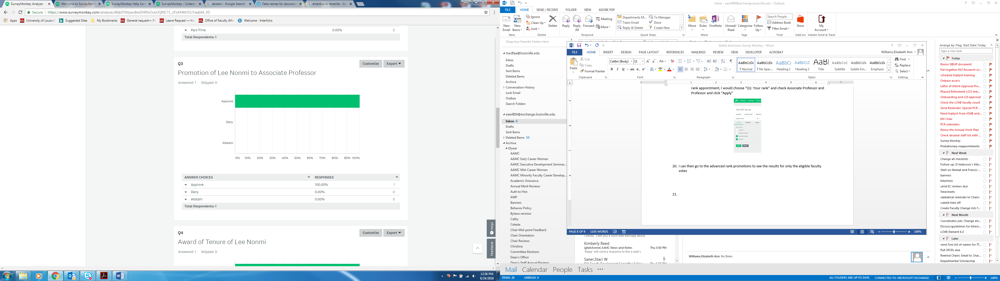 SurveyMonkey Analyze -
Welcome to SurveyMonk
SurveyMonkey Help Cent
SurveyMonkey - Collecto
abstain - Google Search
Fake names for documen
emeritus or emerita - Go
Beth
Secure
https://www.surveymonkey.com/analyze/dRjk97bhjwu8wI3hRfoOceUQRlC71_2Fz4AWH31iYaqbM_3D
Apps
University of Louisvill
Suggested Sites
My Bookmarks
General request— Ph
Leave Request — Hu
Office of Faculty Affa
Welcome - Interfolio
Part-Time 0.00% 0
Total Respondents: 1
Q3
Customize
Export
Promotion of Lee Nonmi to Associate Professor
Answered: 1 Skipped: 0
Approve
Deny
Abstain
0% 10% 20% 30% 40% 50% 60% 70% 80% 90% 100%
ANSWER CHOICES RESPONSES
Approve 100.00% 1
Deny 0.00% 0
Abstain 0.00% 0
Total Respondents: 1
Q4
Customize
Export
Award of Tenure of Lee Nonmi
Answered: 1 Skipped: 0
Help!
Feedback
12:56 PM
8/24/2018
Inbox - eawill09@exchange.louisville.edu - Outlook
FILE HOME SEND / RECEIVE FOLDER VIEW ADOBE PDF
New Email
New Items
New
Ignore
Clean Up
Junk
Delete
Delete
Reply
Reply All
Forward
Meeting
More
Respond
Departments M...
Team Email
Reply & Delete
To Manager
Done
Create New
Quick Steps
Move
Rules
OneNote
Move
Unread/ Read
Categorize
Follow Up
Tags
Search People
Address Book
Filter Email
Find
Store
Add-ins
My Account
Adobe Send & Track
Drag Your Favorite Folders Here
medfaa@louisville.edu
Inbox
Drafts
Sent Items
Deleted Items
Archive
Conversation History
Junk Email
Outbox
Search Folders
eawill09@exchange.louisville.edu
Inbox 4
Drafts
Sent Items
Deleted Items 55
Archive
10year
AAMC
AAMC Early Career Women
AAMC Executive Development Seminar...
AAMC Mid-Career Women
AAMC Minority Faculty Career Develop...
Academic Grievance
Annual Merit Reviews
Auth to Hire
AWP
Banners
Behavior Policy
Bylaws revision
Cathy
Celeste
Chair Mid-point Feedback
Chair Orientation
Chair Reviews
Christina
Committee Elections
Dean's Office
Dean's Staff Annual Reviews
Ballot directions Survey Monkey - Word
FILE HOME INSERT DESIGN PAGE LAYOUT REFERENCES MAILINGS REVIEW VIEW DEVELOPER ACROBAT
Williams,Elizabeth Ann
Paste
Cut
Copy
Format Painter
Clipboard
Calibri (Body) 11
Font
Paragraph
AaBbCcDc ¶ Normal
AaBbCcDc ¶ No Spac...
AaBbCc Heading 1
AaBbCcE Heading 2
AaBl Title
AaBbCcD Subtitle
AaBbCcDc Subtle Em...
AaBbCcDc Emphasis
Styles
Find
Replace
Select
Editing
rank appointment, I would choose “Q1: Your rank” and check Associate Professor and
Professor and click “Apply”
Test PAT Survey
20. I can then go to the advanced rank promotions to see the results for only the eligible faculty
votes
21.
PAGE 8 OF 9 1105 WORDS 100%
Celeste, I left you a voice mail message about
Kimberly Reed
[gfalistserve] AAMC News and Notes Thu 3:50 PM
'Reply' will send a response to the e-mail's
Saner,Staci W
Williams,Elizabeth Ann No Items
Arrange by: Flag: Start Date Today
Type a new task
Today
Revise SIBUP document
Put together PAT Research cri...
schedule triptych training
Onbase access
Letter of Intent Approval Pro...
Phased Retirement LOO tem...
Onboarding and LOI approval
Check the LCME faculty count
Send Reminder: Special PCR ...
Need triptych from ASNB and...
EM Chair
PCR reminders
Revise the Annual Work Plan
Check decanal staff list with ...
Survey Monkey
Probationary reappointments
Next Week
Change all checklists
Follow up: D'Ambrosio's Mer...
Start on Neimat and Francis ...
banners
Interfolio
send EC reviews due
Timesheets
sabbatical reminder to Chairs
submit time off
Create Faculty Change lists f...
Next Month
Coordinator job: Change ele...
Discuss/guidelines for Intern...
LCME Element 4.3
Later
send Toni list of names for TT...
Pull SPCRs due
Remind Chairs: Email to Chai...
Departmental Scholarship
Mail Calendar People Tasks ...
ITEMS: 26 UNREAD: 4
ALL FOLDERS ARE UP TO DATE. CONNECTED TO: MICROSOFT EXCHANGE 100%